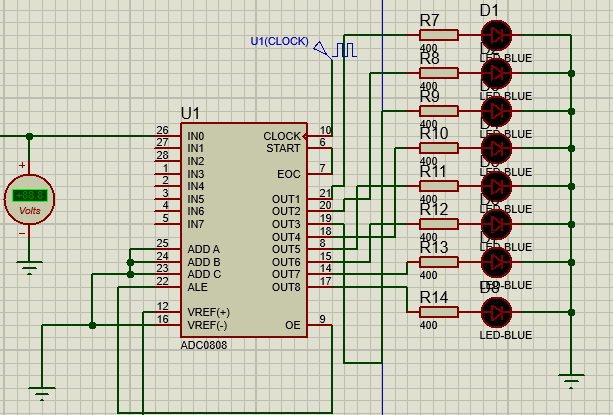 D1
R7
400
LED-BLUE
U1(CLOCK)
R8
400
LED-BLUE
R9
400
LED-BLUE
U1
R10
400
LED-BLUE
R11
400
LED-BLUE
R12
400
LED-BLUE
R13
400
LED-BLUE
D8
R14
400
LED-BLUE
26 IN0 CLOCK 10
27 IN1 START 6
28 IN2
1 IN3 EOC 7
2 IN4
3 IN5 OUT1 21
4 IN6 OUT2 20
5 IN7 OUT3 19
OUT4 18
25 ADD A OUT5 8
24 ADD B OUT6 15
23 ADD C OUT7 14
22 ALE OUT8 17
12 VREF(+)
16 VREF(-) OE 9
ADC0808
+
+88.8
Volts
−